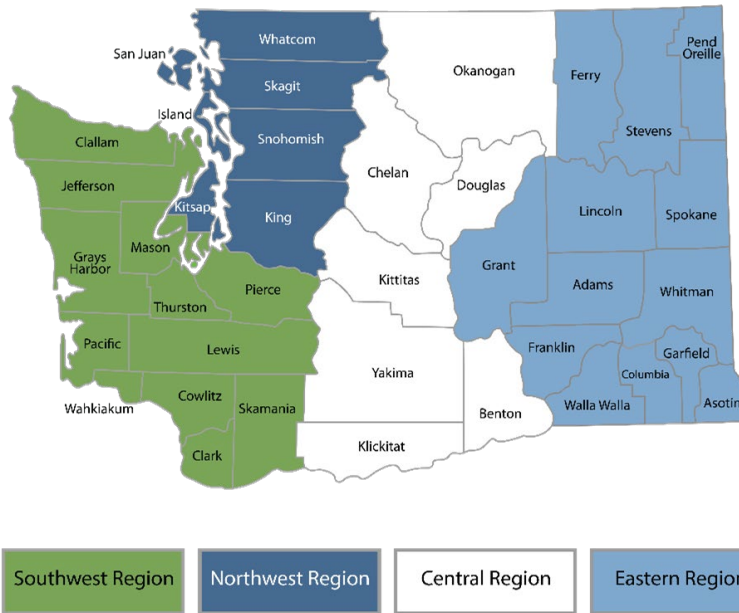 Whatcom
San Juan
Skagit
Island
Snohomish
Clallam
Jefferson
Kitsap
King
Grays
Harbor
Mason
Pierce
Thurston
Pacific
Lewis
Wahkiakum
Cowlitz
Skamania
Clark
Okanogan
Chelan
Douglas
Kittitas
Yakima
Benton
Klickitat
Ferry
Stevens
Pend
Oreille
Lincoln
Spokane
Grant
Adams
Whitman
Franklin
Garfield
Columbia
Walla Walla
Asotin
Southwest Region
Northwest Region
Central Region
Eastern Region